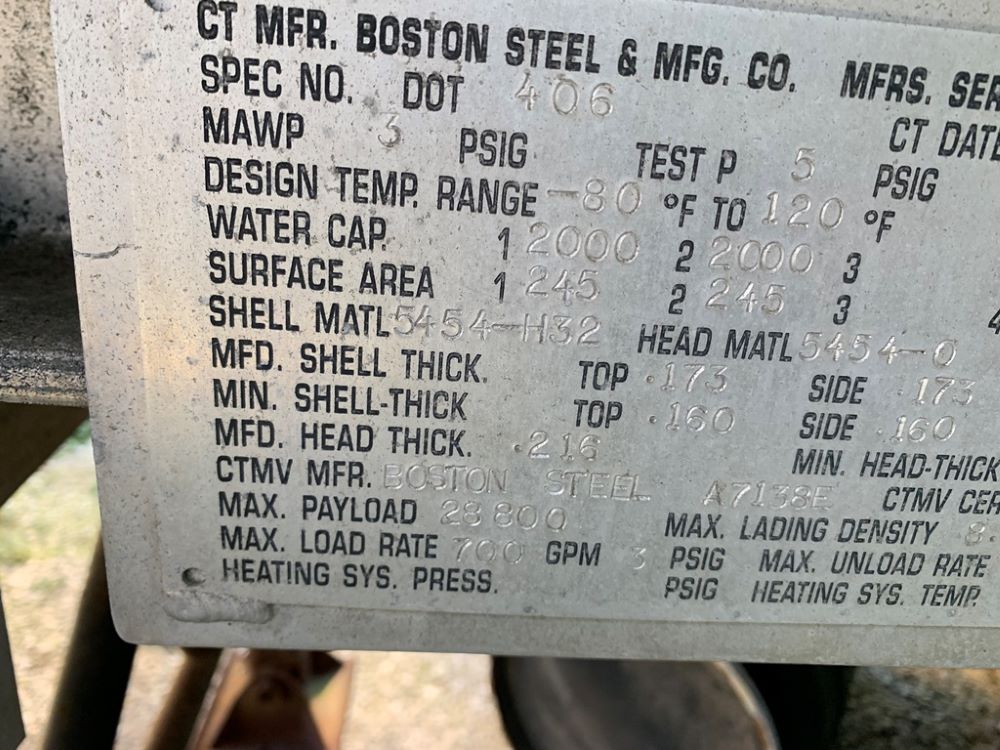 CT MFR. BOSTON STEEL & MFG. CO. MFRS. SER
SPEC NO. DOT 406 CT DATE
MAWP 3 PSIG TEST P 5 PSIG
DESIGN TEMP. RANGE -80 °F TO 120 °F
WATER CAP. 1 2000 2 2000 3
SURFACE AREA 1 245 2 245 3 4
SHELL MATL 5454-H32 HEAD MATL 5454-0
MFD. SHELL THICK. TOP .173 SIDE .173
MIN. SHELL-THICK TOP .160 SIDE .160
MFD. HEAD THICK. .216 MIN. HEAD-THICK
CTMV MFR. BOSTON STEEL A7138E CTMV CER
MAX. PAYLOAD 28800 MAX. LADING DENSITY 8.
MAX. LOAD RATE 700 GPM 3 PSIG MAX. UNLOAD RATE
HEATING SYS. PRESS. PSIG HEATING SYS. TEMP.